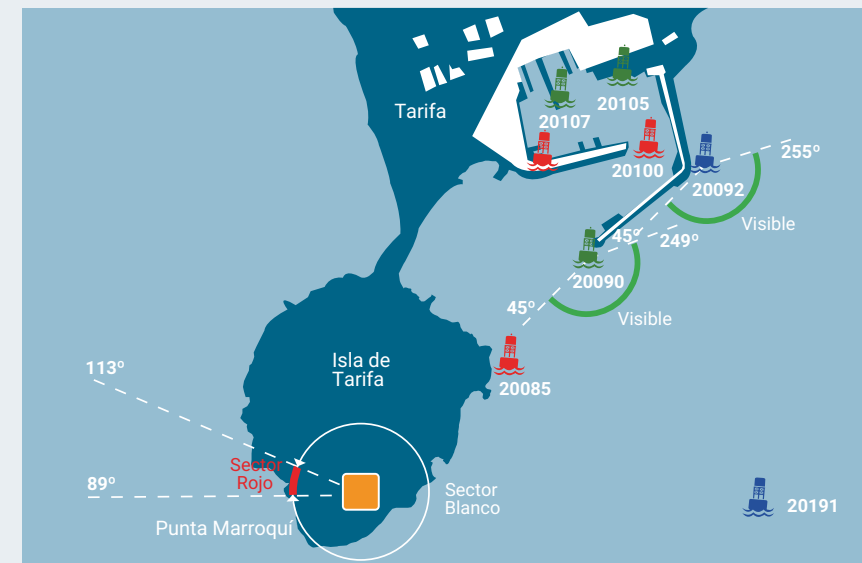 Tarifa
20105
20107
20100
255º
20092
Visible
45º
249º
20090
45º
Visible
Isla de
Tarifa
113º
20085
Sector
Rojo
89º
Sector
Blanco
20191
Punta Marroquí